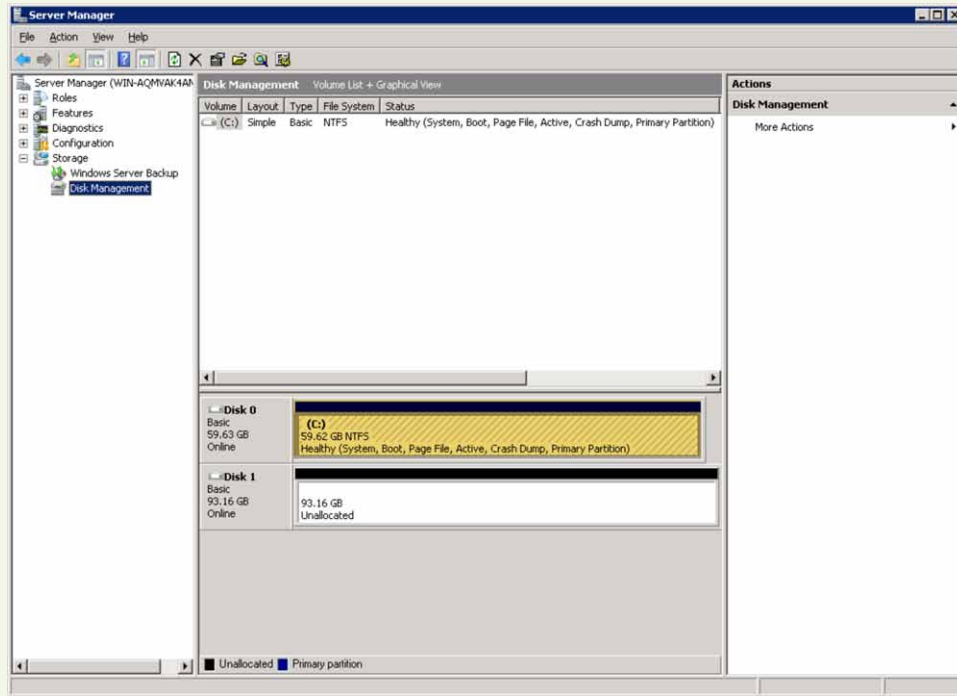 Server Manager
File Action View Help
Server Manager (WIN-AQMVAK4AN
Roles
Features
Diagnostics
Configuration
Storage
Windows Server Backup
Disk Management
Disk Management Volume List + Graphical View
Volume Layout Type File System Status
(C:) Simple Basic NTFS Healthy (System, Boot, Page File, Active, Crash Dump, Primary Partition)
Disk 0
Basic
59.63 GB
Online
(C:)
59.62 GB NTFS
Healthy (System, Boot, Page File, Active, Crash Dump, Primary Partition)
Disk 1
Basic
93.16 GB
Online
93.16 GB
Unallocated
Unallocated Primary partition
Actions
Disk Management
More Actions